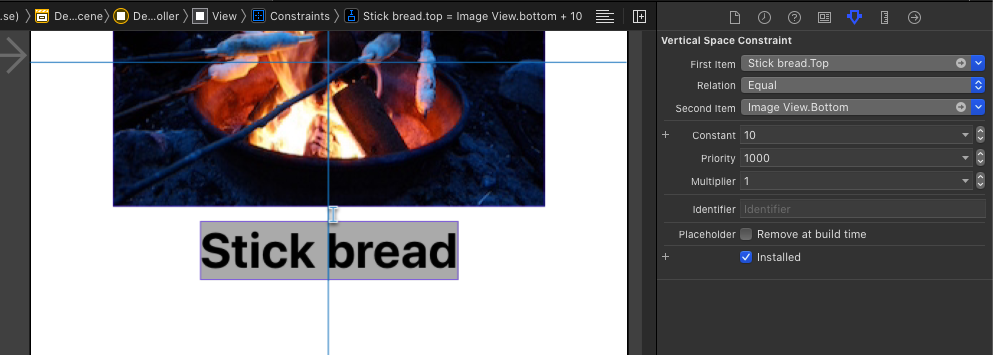 .se) De...cene) De...oller View Constraints Stick bread.top = Image View.bottom + 10
Stick bread
Vertical Space Constraint
First Item Stick bread.Top
Relation Equal
Second Item Image View.Bottom
+ Constant 10
Priority 1000
Multiplier 1
Identifier Identifier
Placeholder Remove at build time
+ Installed